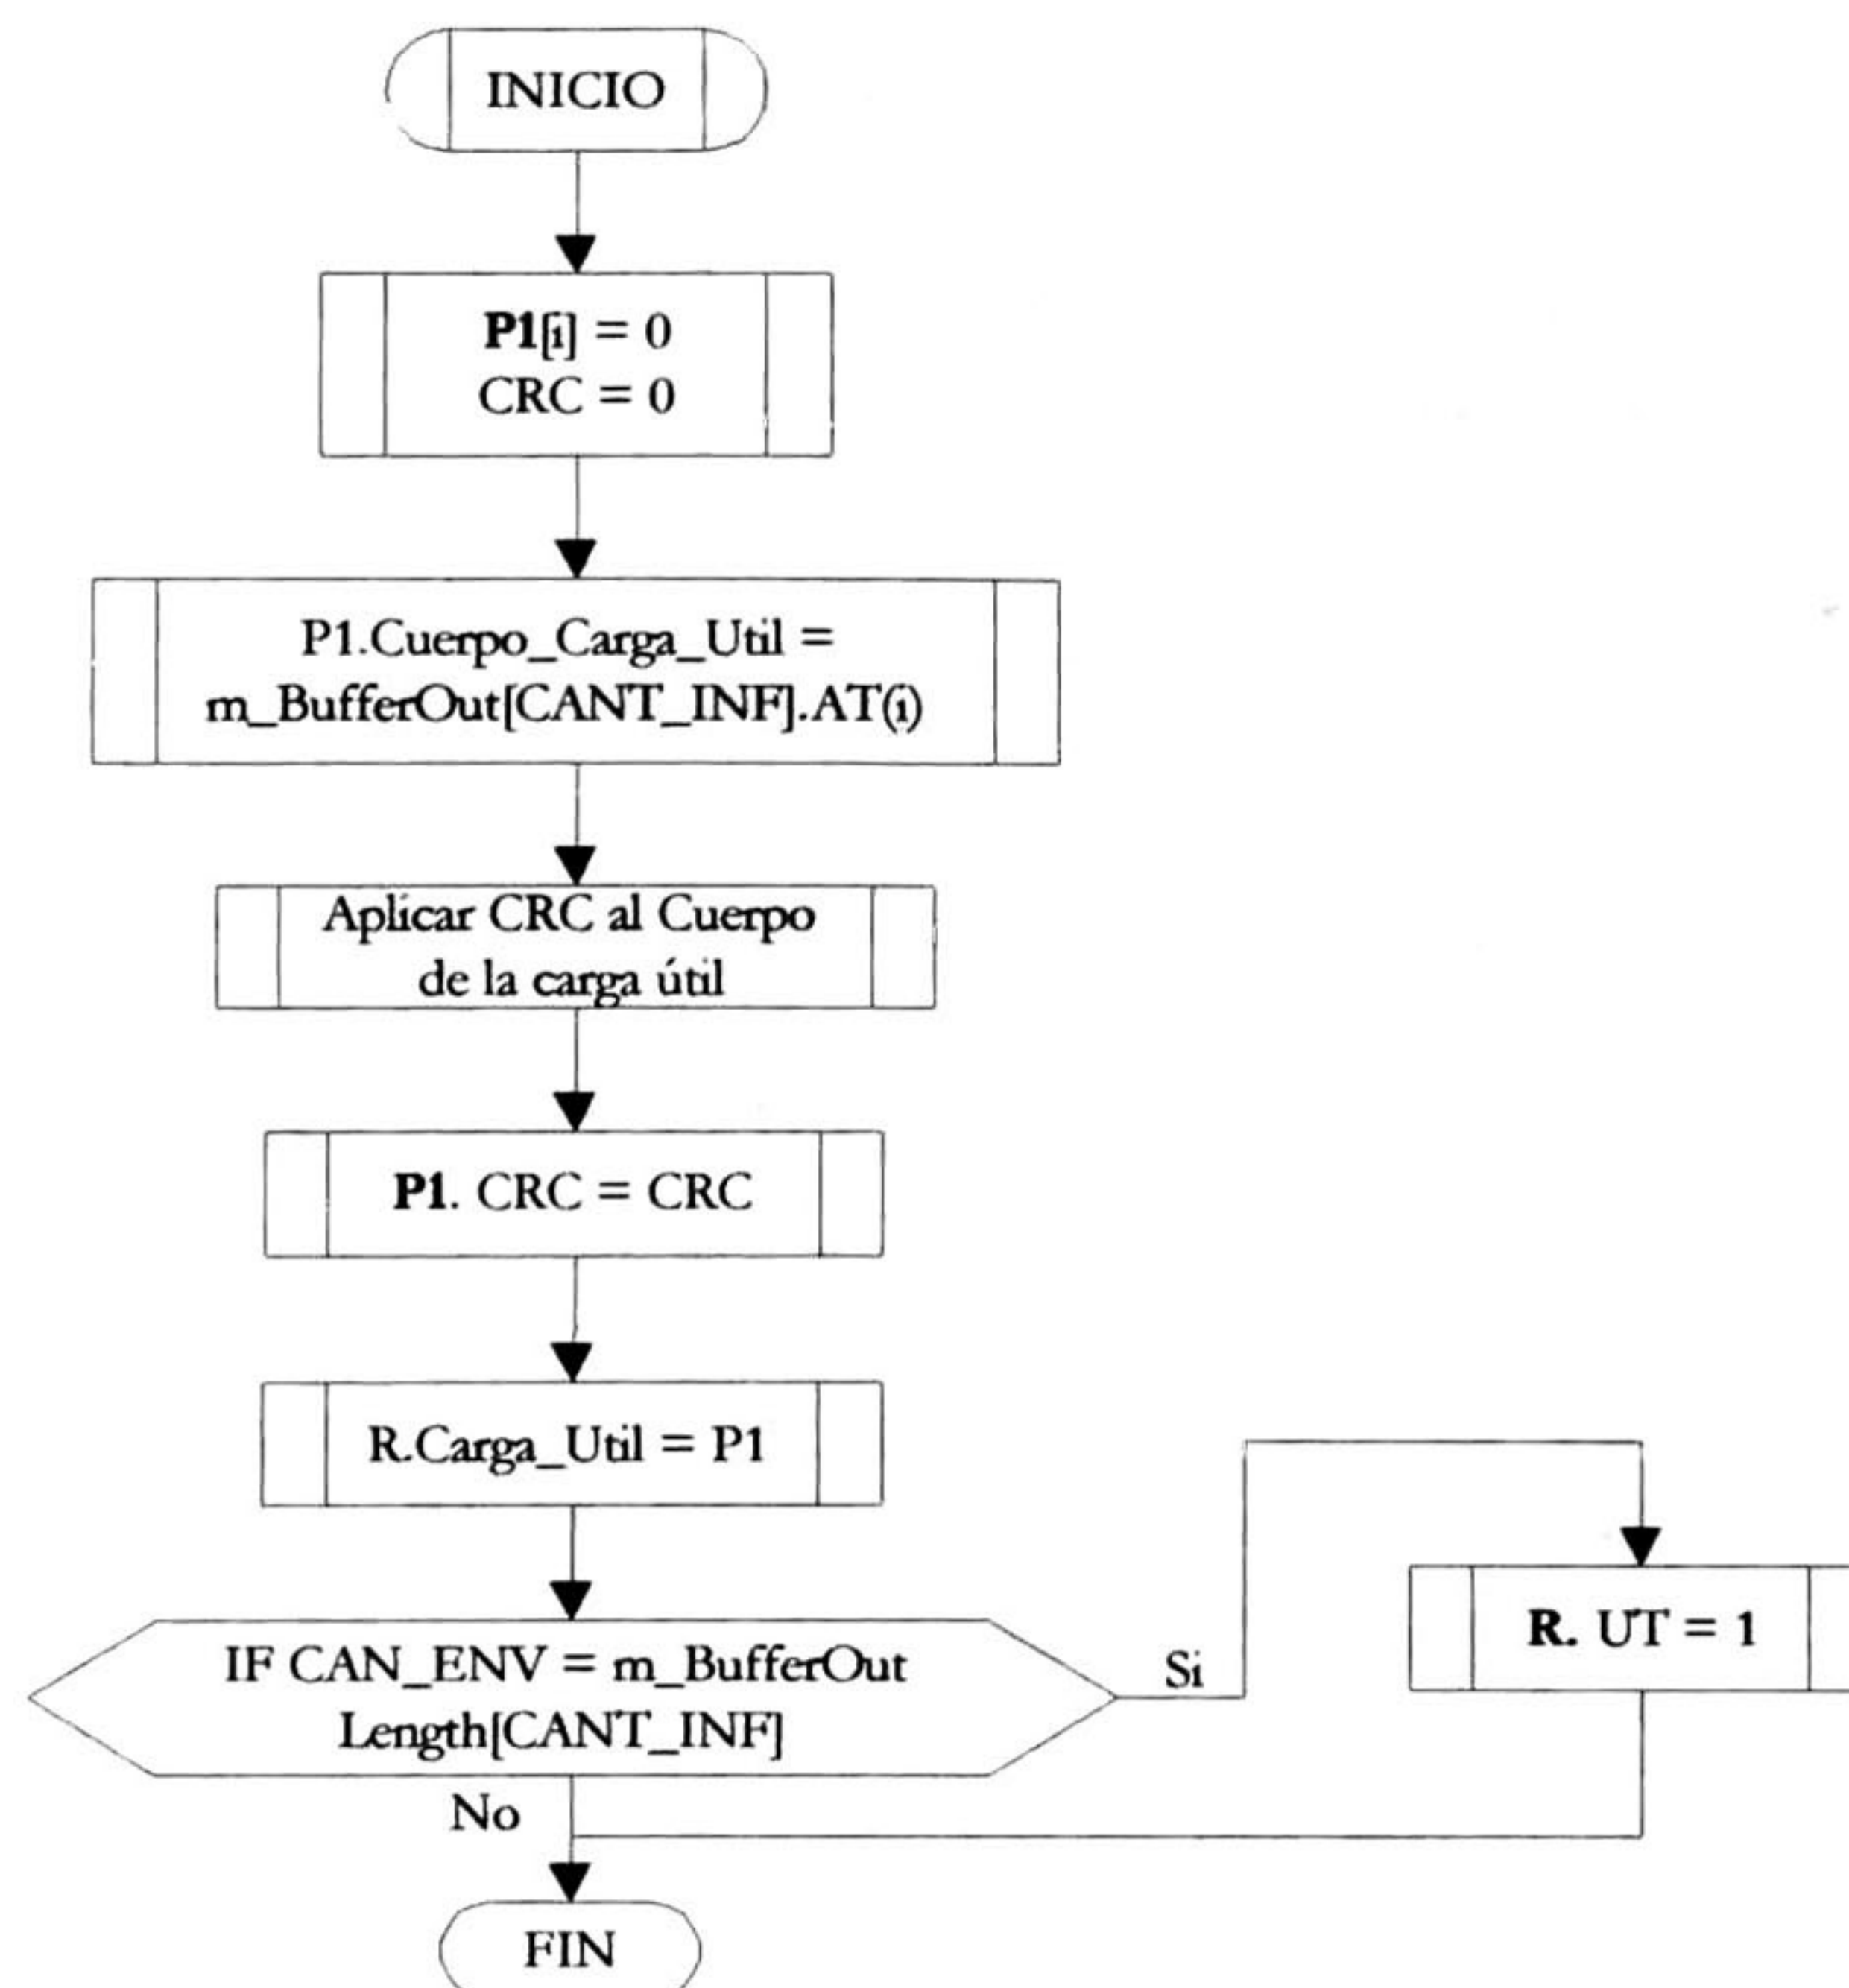 INICIO
P1[i] = 0
CRC = 0
P1.Cuerpo_Carga_Util =
m_BufferOut[CANT_INF].AT(i)
Aplicar CRC al Cuerpo
de la carga útil
P1. CRC = CRC
R.Carga_Util = P1
IF CAN_ENV = m_BufferOut
Length[CANT_INF]
Si
R. UT = 1
No
FIN